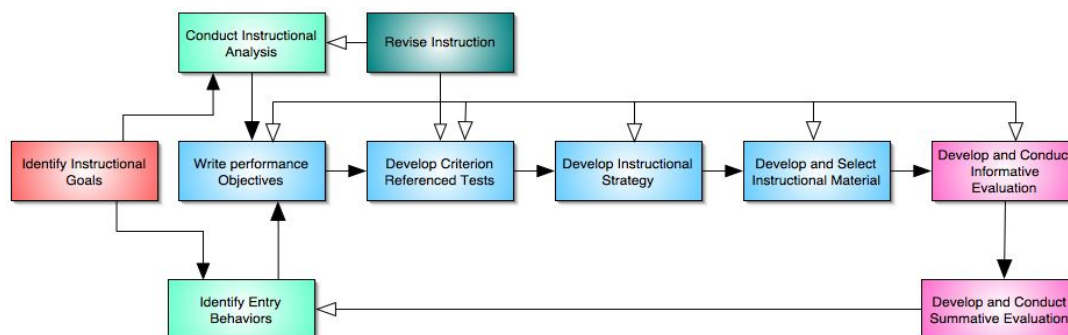 Conduct Instructional
Analysis
Revise Instruction
Identify Instructional
Goals
Write performance
Objectives
Develop Criterion
Referenced Tests
Develop Instructional
Strategy
Develop and Select
Instructional Material
Develop and Conduct
Informative Evaluation
Identify Entry
Behaviors
Develop and Conduct
Summative Evaluation